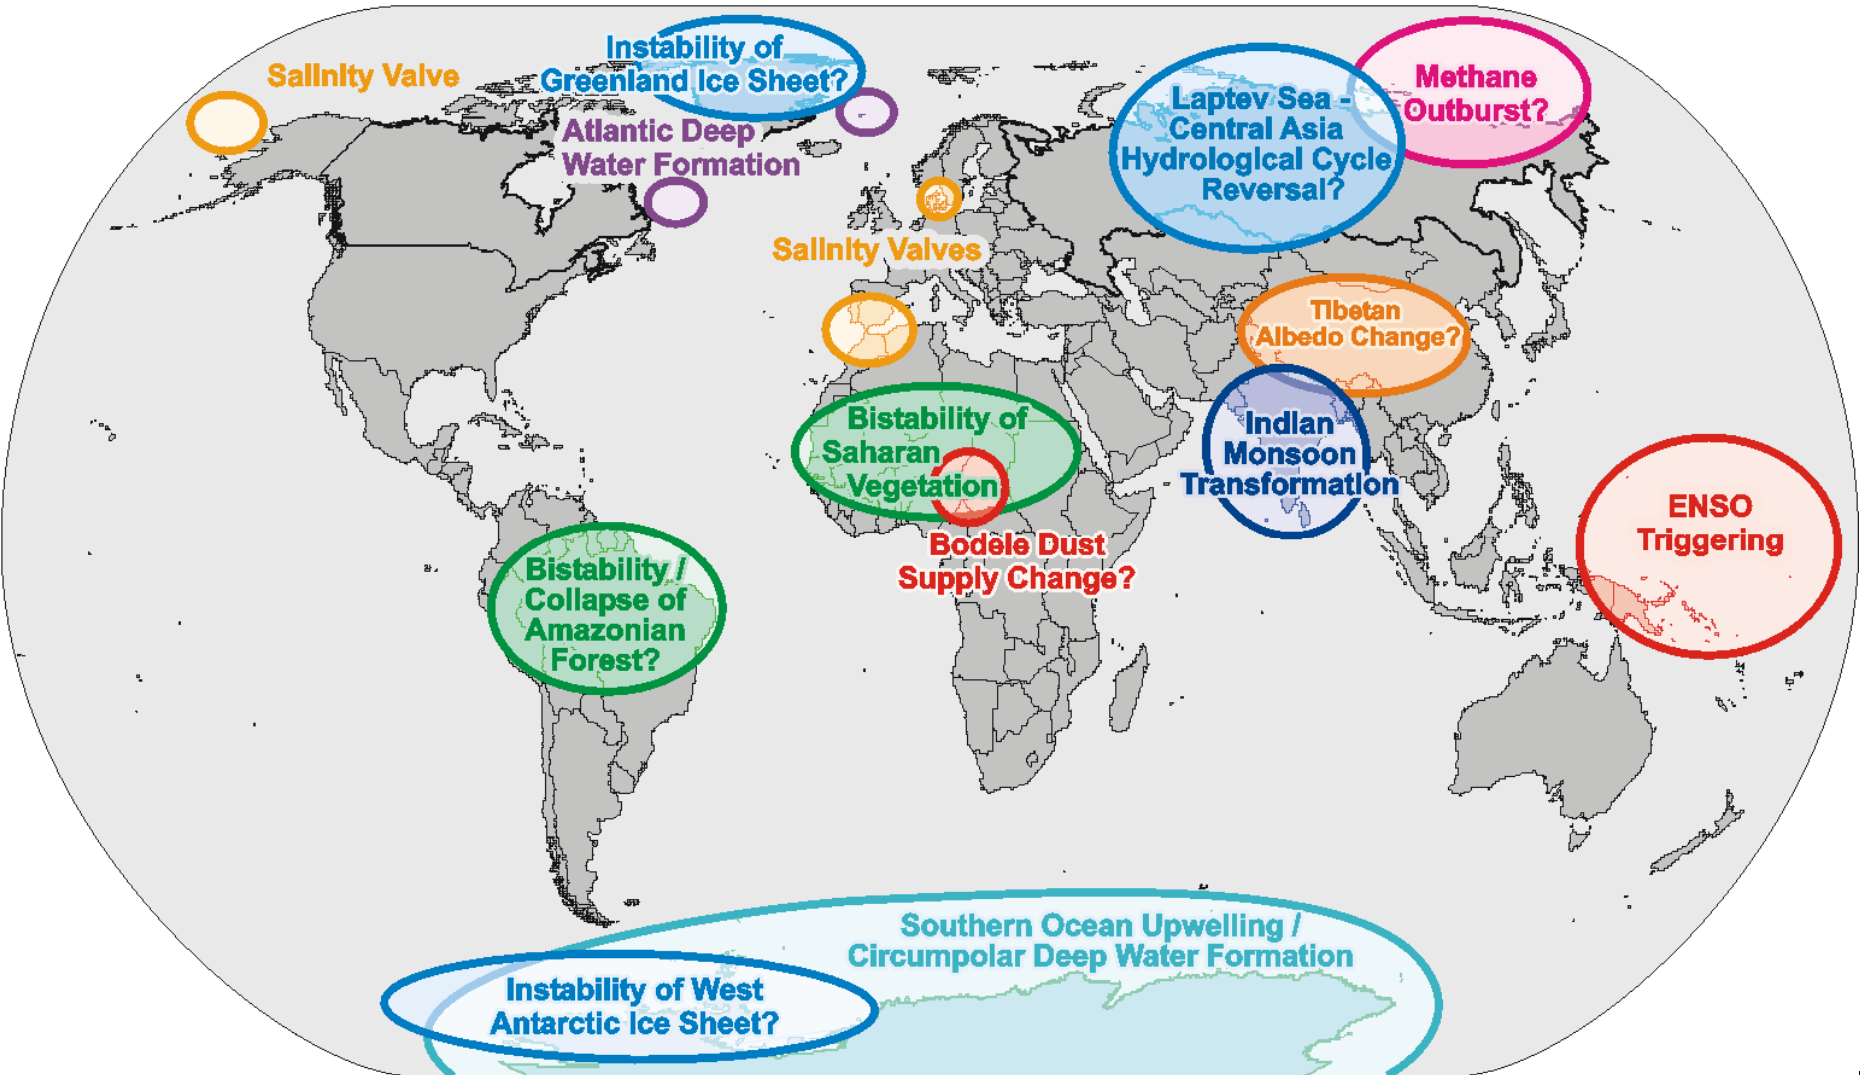 Instability of
Greenland Ice Sheet?
Salinity Valve
Methane
Outburst?
Laptev Sea -
Central Asia
Hydrological Cycle
Reversal?
Atlantic Deep
Water Formation
Salinity Valves
Tibetan
Albedo Change?
Bistability of
Saharan
Vegetation
Indian
Monsoon
Transformation
ENSO
Triggering
Bodele Dust
Supply Change?
Bistability /
Collapse of
Amazonian
Forest?
Southern Ocean Upwelling /
Circumpolar Deep Water Formation
Instability of West
Antarctic Ice Sheet?